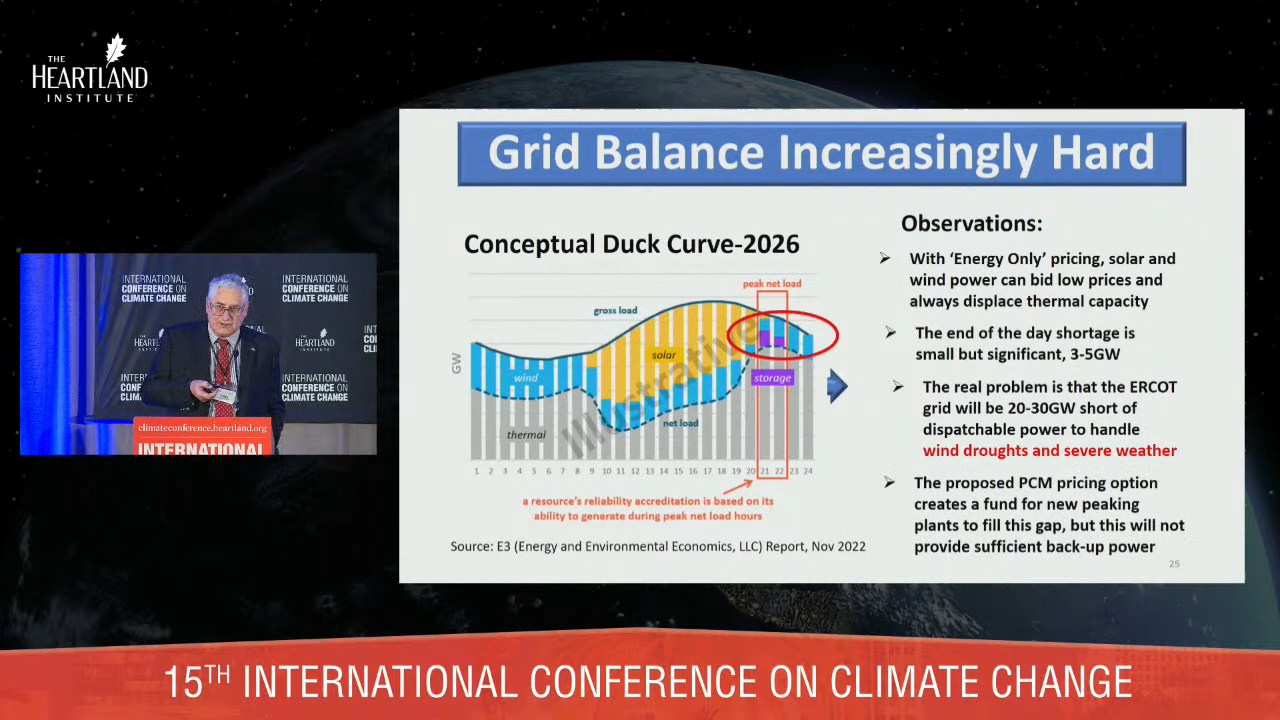 THE
HEARTLAND
INSTITUTE
Grid Balance Increasingly Hard
Conceptual Duck Curve-2026
peak net load
gross load
GW
solar
wind
storage
net load
thermal
Illustrative
1 2 3 4 5 6 7 8 9 10 11 12 13 14 15 16 17 18 19 20 21 22 23 24
a resource's reliability accreditation is based on its
ability to generate during peak net load hours
Source: E3 (Energy and Environmental Economics, LLC) Report, Nov 2022
Observations:
With 'Energy Only' pricing, solar and
wind power can bid low prices and
always displace thermal capacity
The end of the day shortage is
small but significant, 3-5GW
The real problem is that the ERCOT
grid will be 20-30GW short of
dispatchable power to handle
wind droughts and severe weather
The proposed PCM pricing option
creates a fund for new peaking
plants to fill this gap, but this will not
provide sufficient back-up power
25
INTERNATIONAL
CONFERENCE ON
CLIMATE CHANGE
INTERNATIONAL
CONFERENCE ON
CLIMATE CHANGE
HEARTLAND
HEARTLAND
INTERNATIONAL
CONFERENCE ON
CLIMATE CHANGE
climateconference.heartland.org
INTERNATIONAL
15TH INTERNATIONAL CONFERENCE ON CLIMATE CHANGE